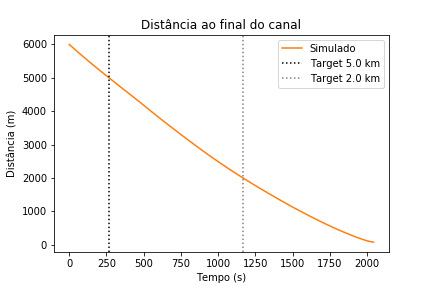 Distância ao final do canal
Simulado
Target 5.0 km
Target 2.0 km
Distância (m)
6000
5000
4000
3000
2000
1000
0
0 250 500 750 1000 1250 1500 1750 2000
Tempo (s)